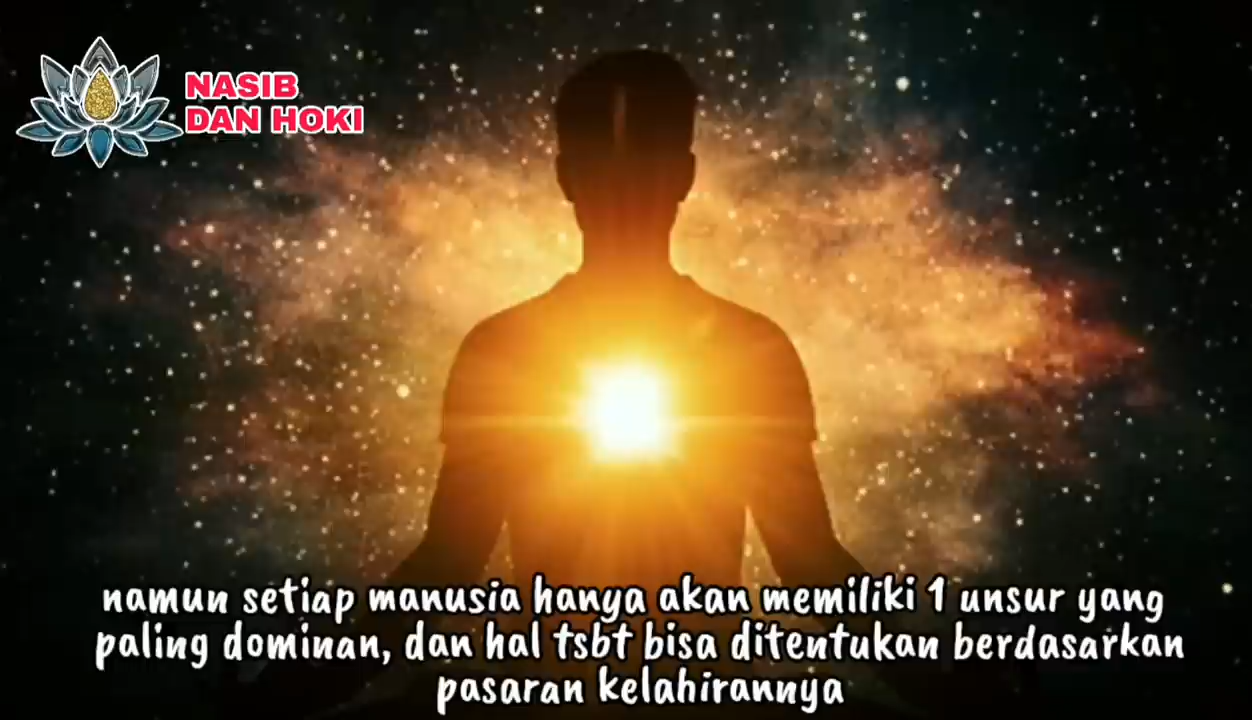 NASIB
DAN HOKI
namun setiap manusia hanya akan memiliki 1 unsur yang
paling dominan, dan hal tsbt bisa ditentukan berdasarkan
pasaran kelahirannya